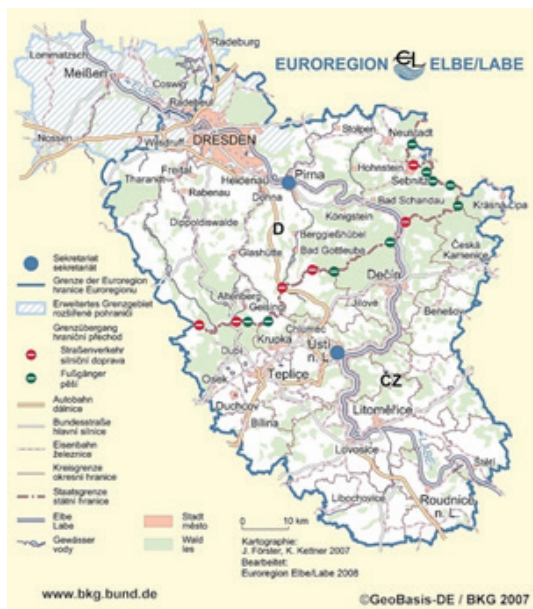 EUROREGION EL ELBE/LABE
Radeburg
Lommatzsch
Meißen
Coswig
Radebeul
ELBE
Nossen
Wilsdruff
DRESDEN
Stolpen
Neustadt
Freital
Heidenau
Pirna
Hohnstein
Sebnitz
Tharandt
Rabenau
Dohna
Bad Schandau
Krásná Lípa
Königstein
Dippoldiswalde
D
Berggießhübel
Bad Gottleuba
Glashütte
Česká
Kamenice
Děčín
Altenberg
Geising
Jílové
Benešov
Chlumec
Krupka
Ústí
n. L.
Dubí
Teplice
ČZ
Osek
Duchcov
Bílina
Litoměřice
Lovosice
Štětí
Libochovice
Roudnice
n. L.
Sekretariat
sekretariát
Grenze der Euroregion
hranice Euroregionu
Erweitertes Grenzgebiet
rozšířené pohraničí
Grenzübergang
hraniční přechod
Straßenverkehr
silniční doprava
Fußgänger
pěší
Autobahn
dálnice
Bundesstraße
hlavní silnice
Eisenbahn
železnice
Kreisgrenze
okresní hranice
Staatsgrenze
státní hranice
Elbe
Labe
Gewässer
vody
Stadt
město
Wald
les
0 10 km
Kartographie:
J. Förster, K. Kettner 2007
Bearbeitet:
Euroregion Elbe/Labe 2008
www.bkg.bund.de
©GeoBasis-DE / BKG 2007